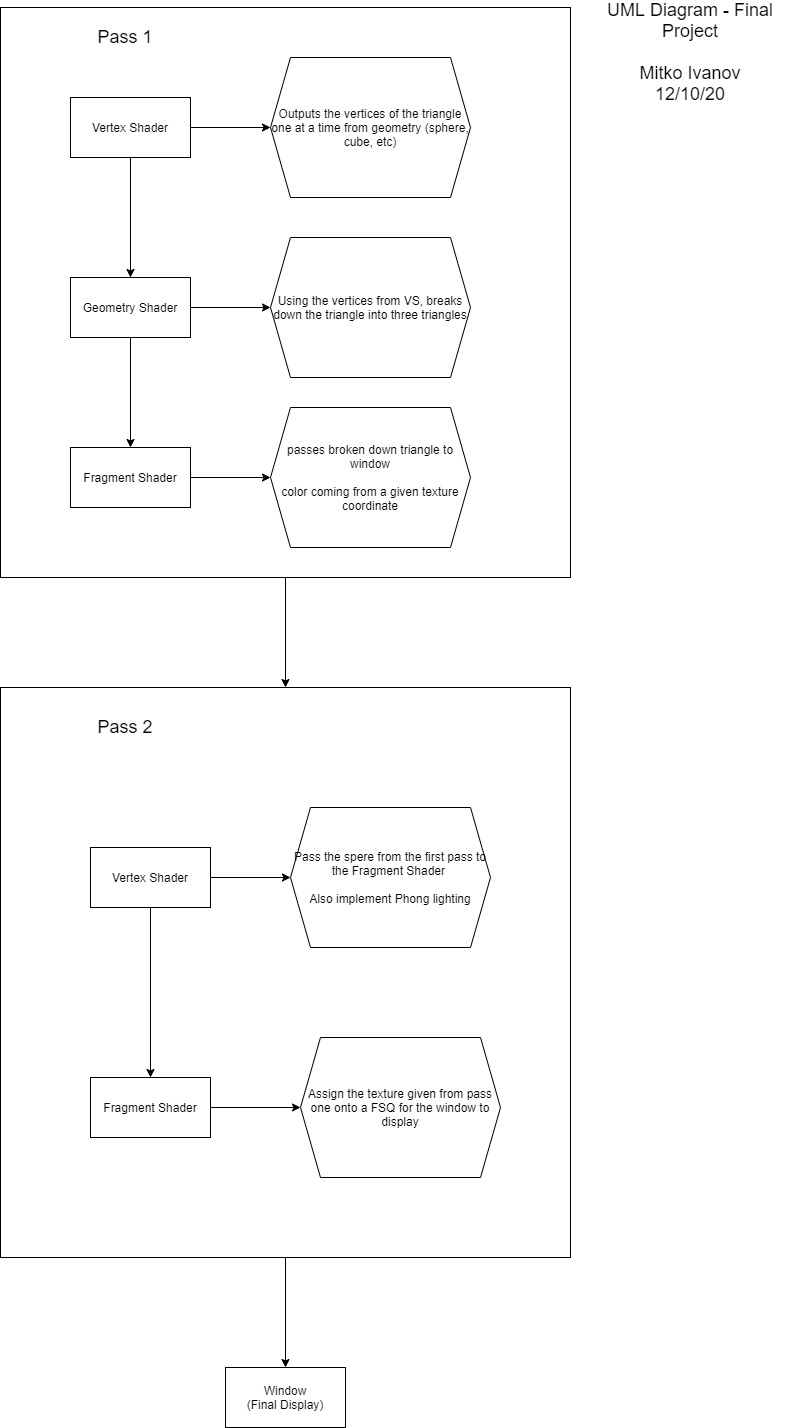 UML Diagram - Final
Project
Mitko Ivanov
12/10/20
Pass 1
Vertex Shader
Outputs the vertices of the triangle
one at a time from geometry (sphere,
cube, etc)
Geometry Shader
Using the vertices from VS, breaks
down the triangle into three triangles
Fragment Shader
passes broken down triangle to
window
color coming from a given texture
coordinate
Pass 2
Vertex Shader
Pass the spere from the first pass to
the Fragment Shader
Also implement Phong lighting
Fragment Shader
Assign the texture given from pass
one onto a FSQ for the window to
display
Window
(Final Display)